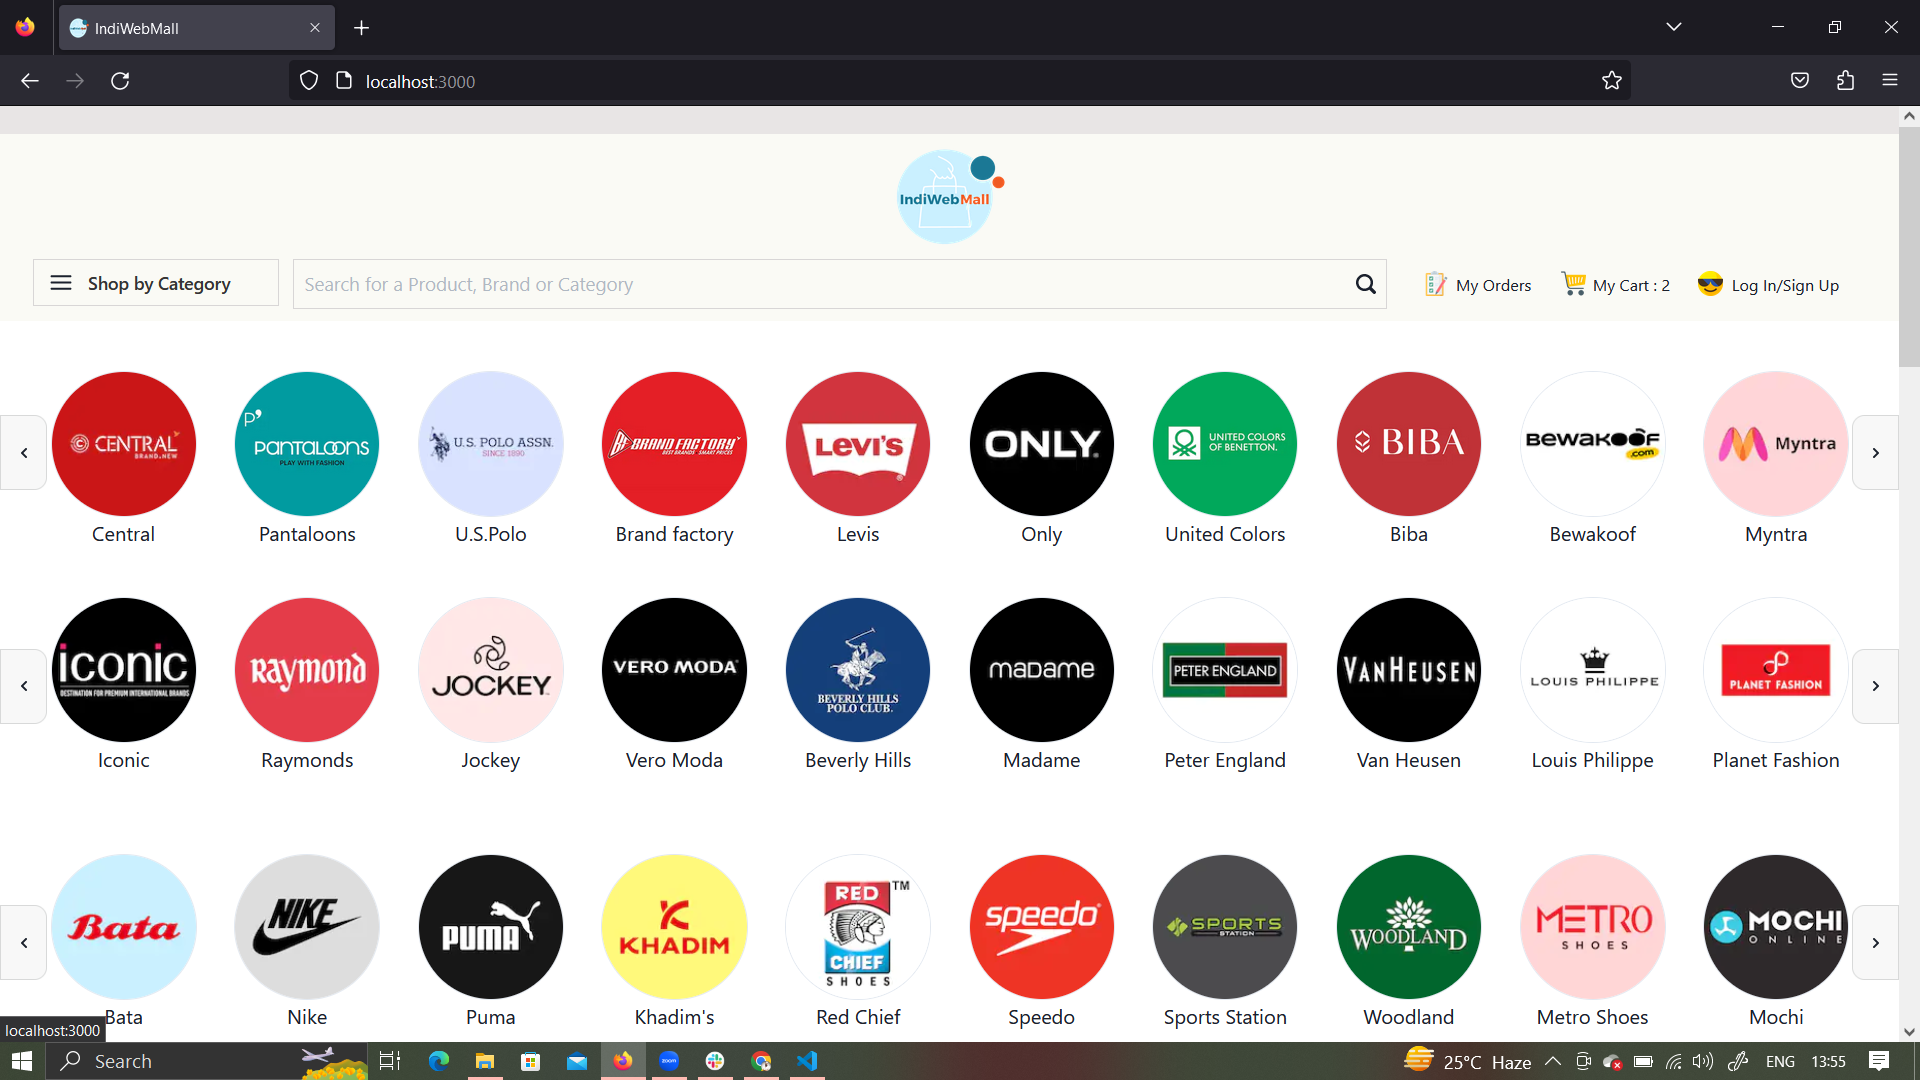 IndiWebMall
localhost:3000
IndiWebMall
Shop by Category
Search for a Product, Brand or Category
My Orders
My Cart : 2
Log In/Sign Up
CENTRAL
BRAND.NEW
P'
PANTALOONS
PLAY WITH FASHION
U.S. POLO ASSN.
SINCE 1890
BRAND FACTORY
BEST BRANDS SMART PRICES
LEVI'S
ONLY
UNITED COLORS
OF BENETTON.
BIBA
BEWAKOOF
.com
Myntra
Central
Pantaloons
U.S.Polo
Brand factory
Levis
Only
United Colors
Biba
Bewakoof
Myntra
iconic
DESTINATION FOR PREMIUM INTERNATIONAL BRANDS
Raymond
JOCKEY
VERO MODA
BEVERLY HILLS
POLO CLUB.
MADAME
PETER ENGLAND
VANHEUSEN
LOUIS PHILIPPE
PLANET FASHION
Iconic
Raymonds
Jockey
Vero Moda
Beverly Hills
Madame
Peter England
Van Heusen
Louis Philippe
Planet Fashion
Bata
NIKE
PUMA
K
KHADIM
RED
CHIEF
SHOES
TM
speedo
SPORTS
STATION
WOODLAND
METRO
SHOES
MOCHI
ONLINE
Bata
Nike
Puma
Khadim's
Red Chief
Speedo
Sports Station
Woodland
Metro Shoes
Mochi
localhost:3000
Search
zoom
25°C Haze
ENG
13:55